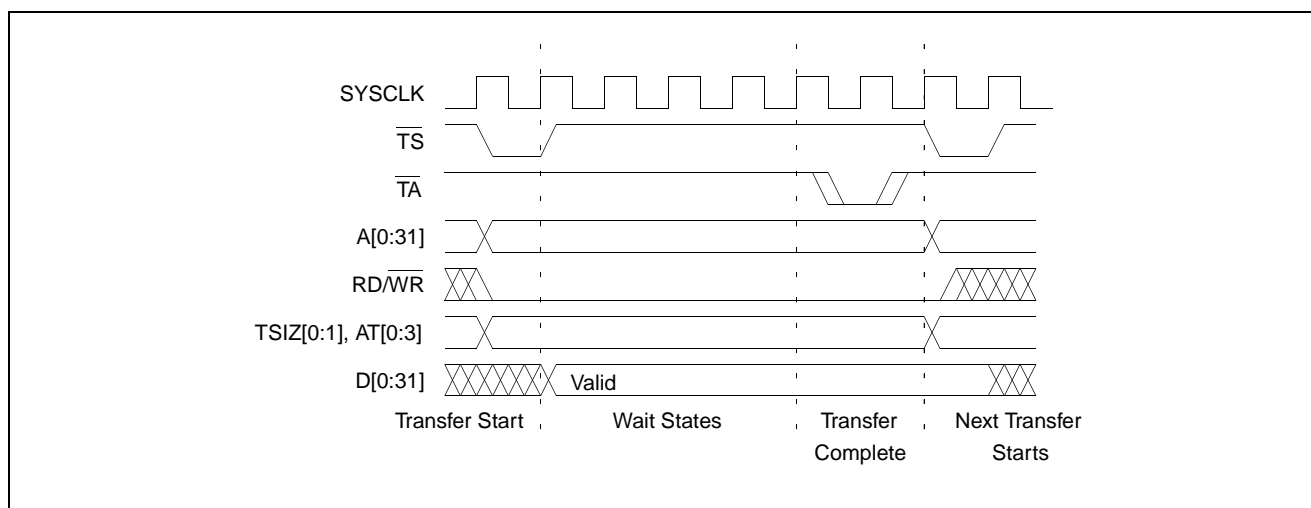 SYSCLK
TS
TA
A[0:31]
RD/WR
TSIZ[0:1], AT[0:3]
D[0:31]
Valid
Transfer Start
Wait States
Transfer
Complete
Next Transfer
Starts